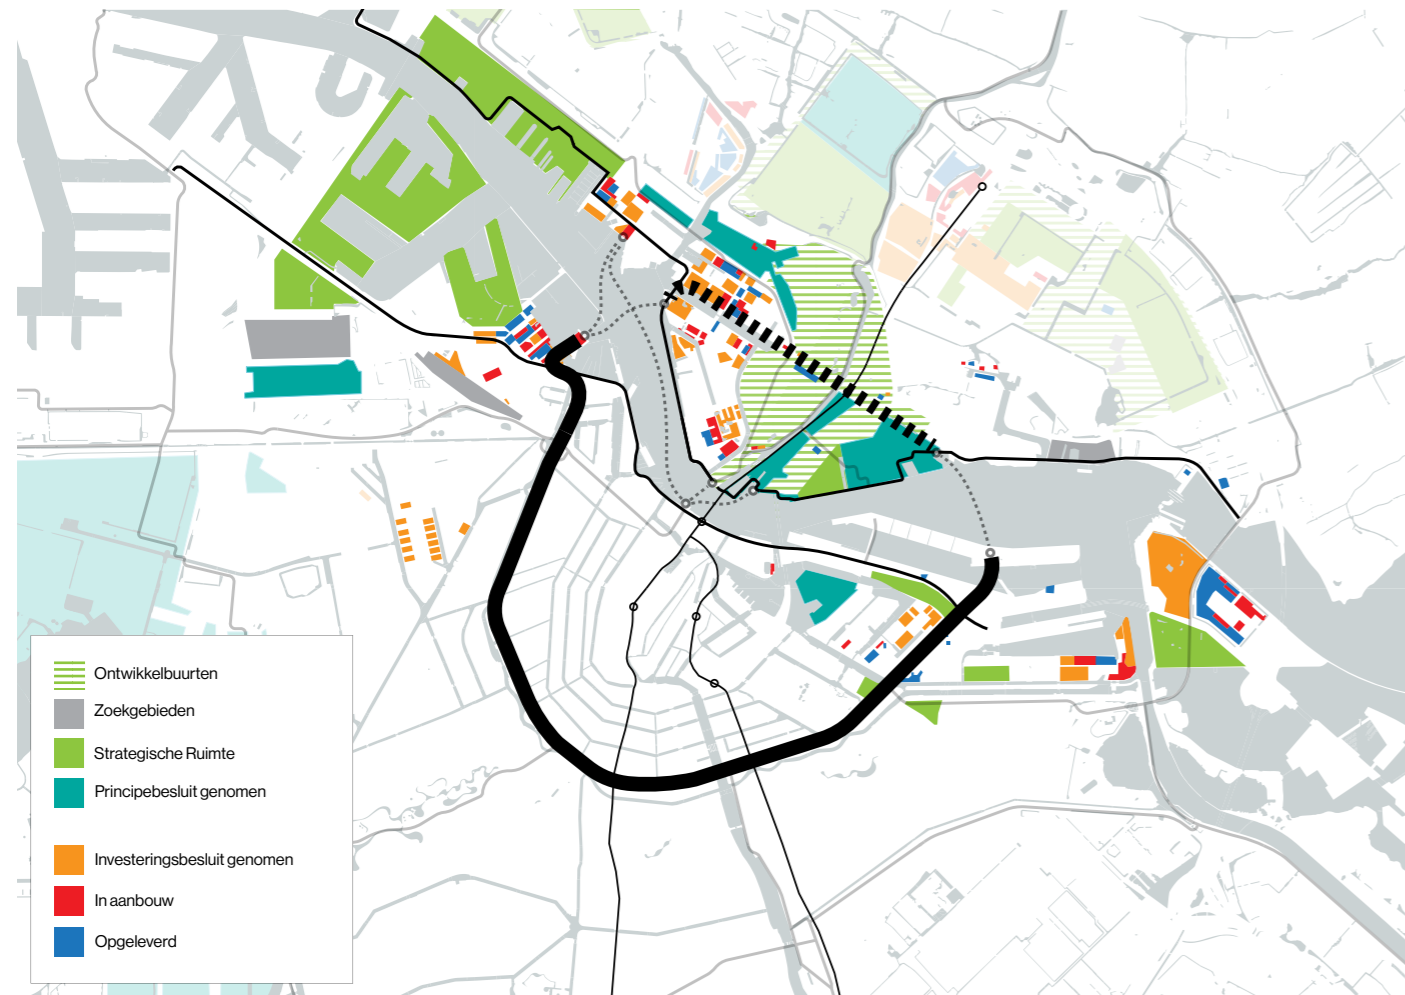 Ontwikkelbuurten
Zoekgebieden
Strategische Ruimte
Principebesluit genomen
Investeringsbesluit genomen
In aanbouw
Opgeleverd